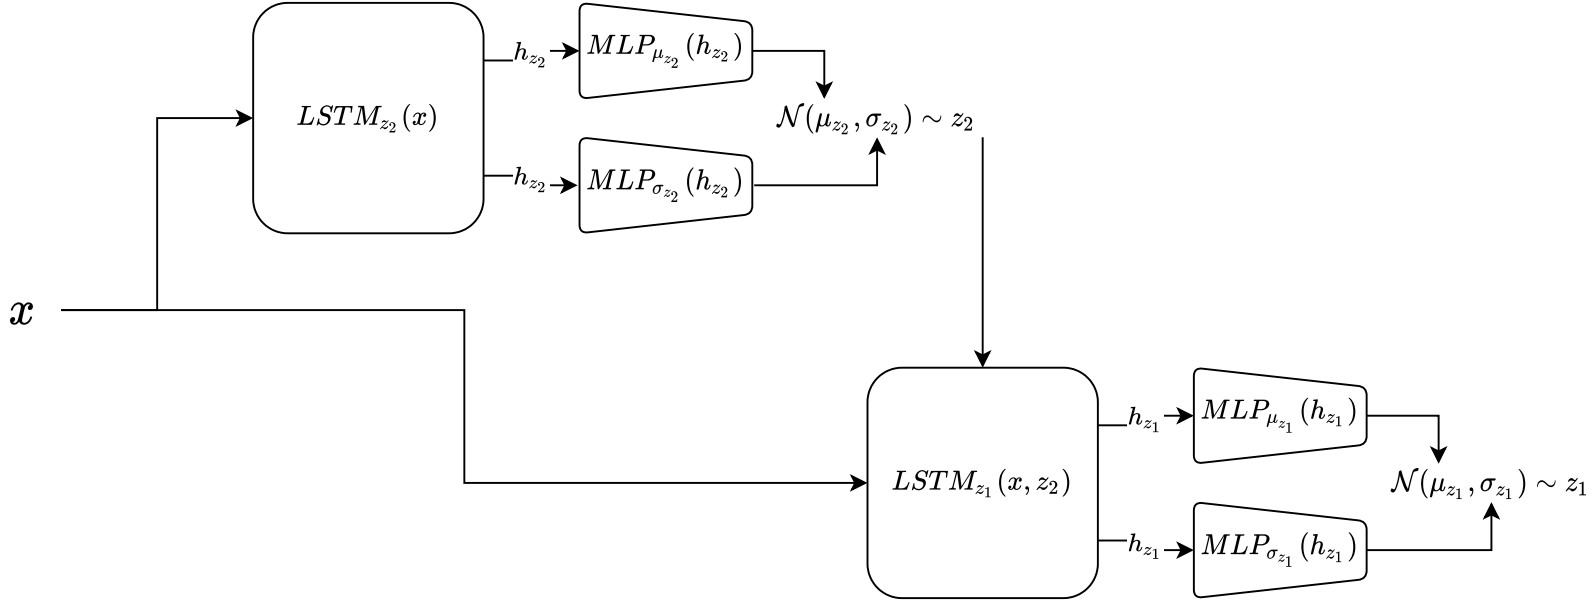 h_{z_2}
MLP_{μ_{z_2}}(h_{z_2})
LSTM_{z_2}(x)
𝒩(μ_{z_2}, σ_{z_2}) ∼ z_2
h_{z_2}
MLP_{σ_{z_2}}(h_{z_2})
x
h_{z_1}
MLP_{μ_{z_1}}(h_{z_1})
LSTM_{z_1}(x, z_2)
𝒩(μ_{z_1}, σ_{z_1}) ∼ z_1
h_{z_1}
MLP_{σ_{z_1}}(h_{z_1})